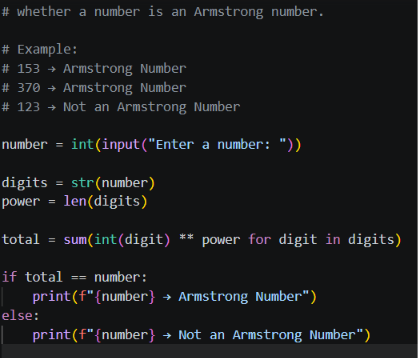 # whether a number is an Armstrong number.
# Example:
# 153 → Armstrong Number
# 370 → Armstrong Number
# 123 → Not an Armstrong Number
number = int(input("Enter a number: "))
digits = str(number)
power = len(digits)
total = sum(int(digit) ** power for digit in digits)
if total == number:
    print(f"{number} → Armstrong Number")
else:
    print(f"{number} → Not an Armstrong Number")